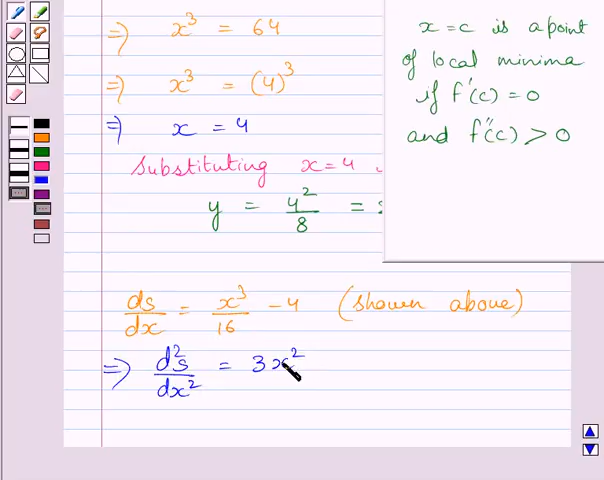 ⇒ x³ = 64
⇒ x³ = (4)³
⇒ x = 4
substituting x = 4
y = 4²/8 =
ds/dx = x³/16 - 4 (shown above)
⇒ d²s/dx² = 3x²
x = c is a point
of local minima
if f'(c) = 0
and f''(c) > 0